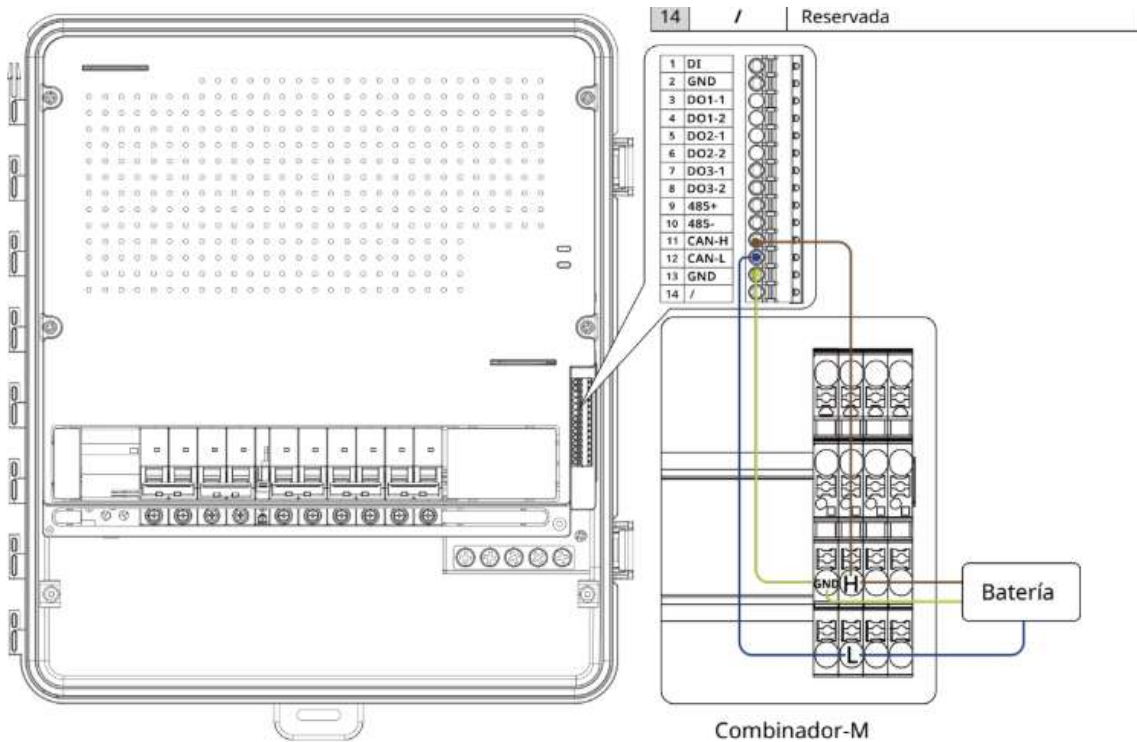 14 / Reservada
1 DI
2 GND
3 DO1-1
4 DO1-2
5 DO2-1
6 DO2-2
7 DO3-1
8 DO3-2
9 485+
10 485-
11 CAN-H
12 CAN-L
13 GND
14 /
GND H
L
Batería
Combinador-M